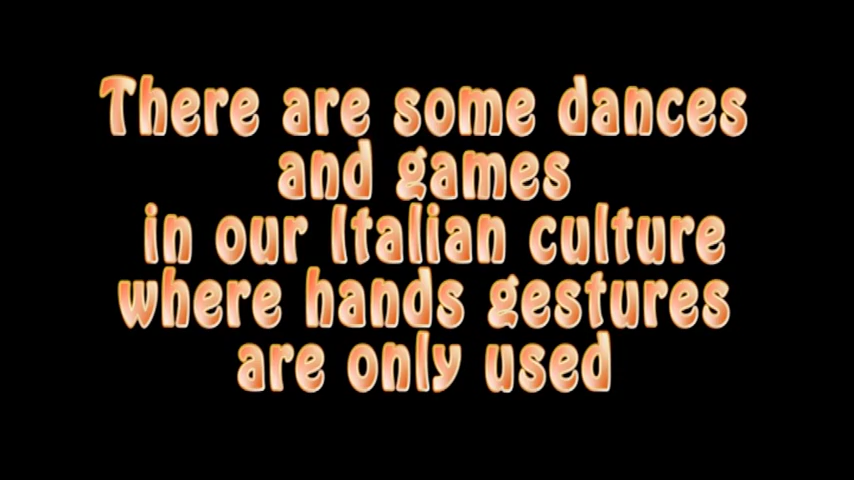 There are some dances
and games
in our Italian culture
where hands gestures
are only used